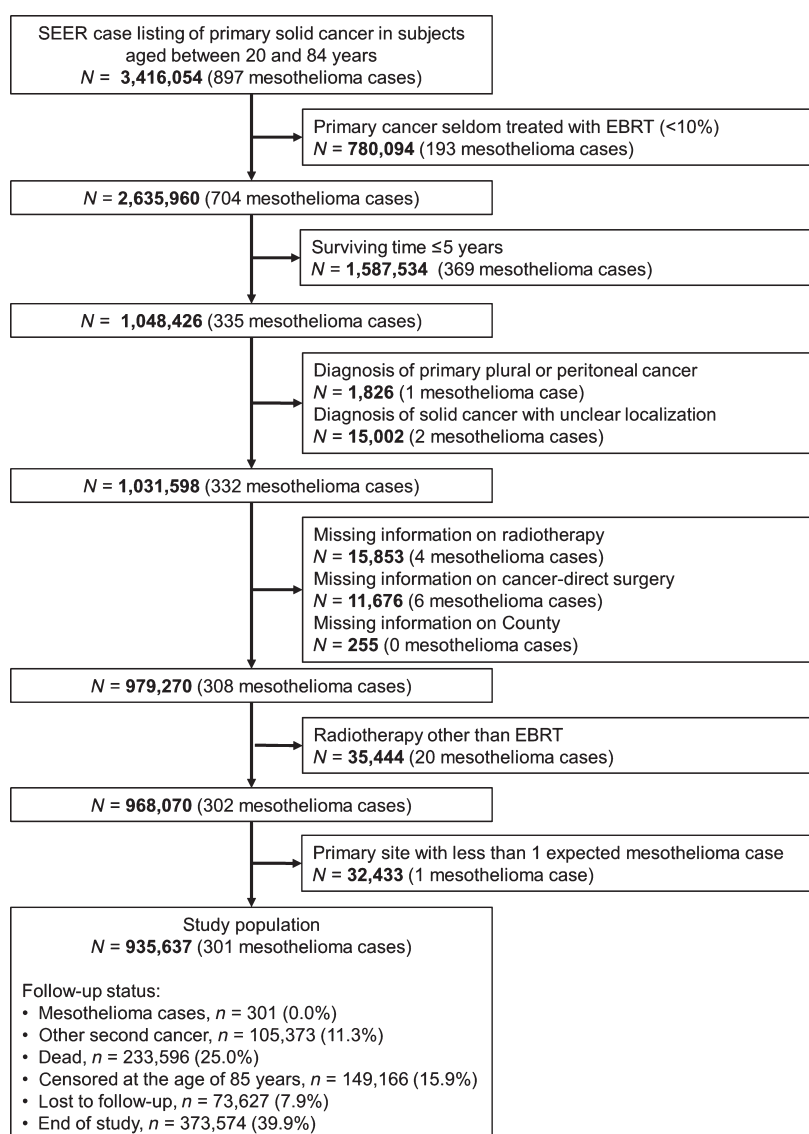 SEER case listing of primary solid cancer in subjects
aged between 20 and 84 years
N = 3,416,054 (897 mesothelioma cases)
Primary cancer seldom treated with EBRT (<10%)
N = 780,094 (193 mesothelioma cases)
N = 2,635,960 (704 mesothelioma cases)
Surviving time ≤5 years
N = 1,587,534 (369 mesothelioma cases)
N = 1,048,426 (335 mesothelioma cases)
Diagnosis of primary plural or peritoneal cancer
N = 1,826 (1 mesothelioma case)
Diagnosis of solid cancer with unclear localization
N = 15,002 (2 mesothelioma cases)
N = 1,031,598 (332 mesothelioma cases)
Missing information on radiotherapy
N = 15,853 (4 mesothelioma cases)
Missing information on cancer-direct surgery
N = 11,676 (6 mesothelioma cases)
Missing information on County
N = 255 (0 mesothelioma cases)
N = 979,270 (308 mesothelioma cases)
Radiotherapy other than EBRT
N = 35,444 (20 mesothelioma cases)
N = 968,070 (302 mesothelioma cases)
Primary site with less than 1 expected mesothelioma case
N = 32,433 (1 mesothelioma case)
Study population
N = 935,637 (301 mesothelioma cases)
Follow-up status:
• Mesothelioma cases, n = 301 (0.0%)
• Other second cancer, n = 105,373 (11.3%)
• Dead, n = 233,596 (25.0%)
• Censored at the age of 85 years, n = 149,166 (15.9%)
• Lost to follow-up, n = 73,627 (7.9%)
• End of study, n = 373,574 (39.9%)